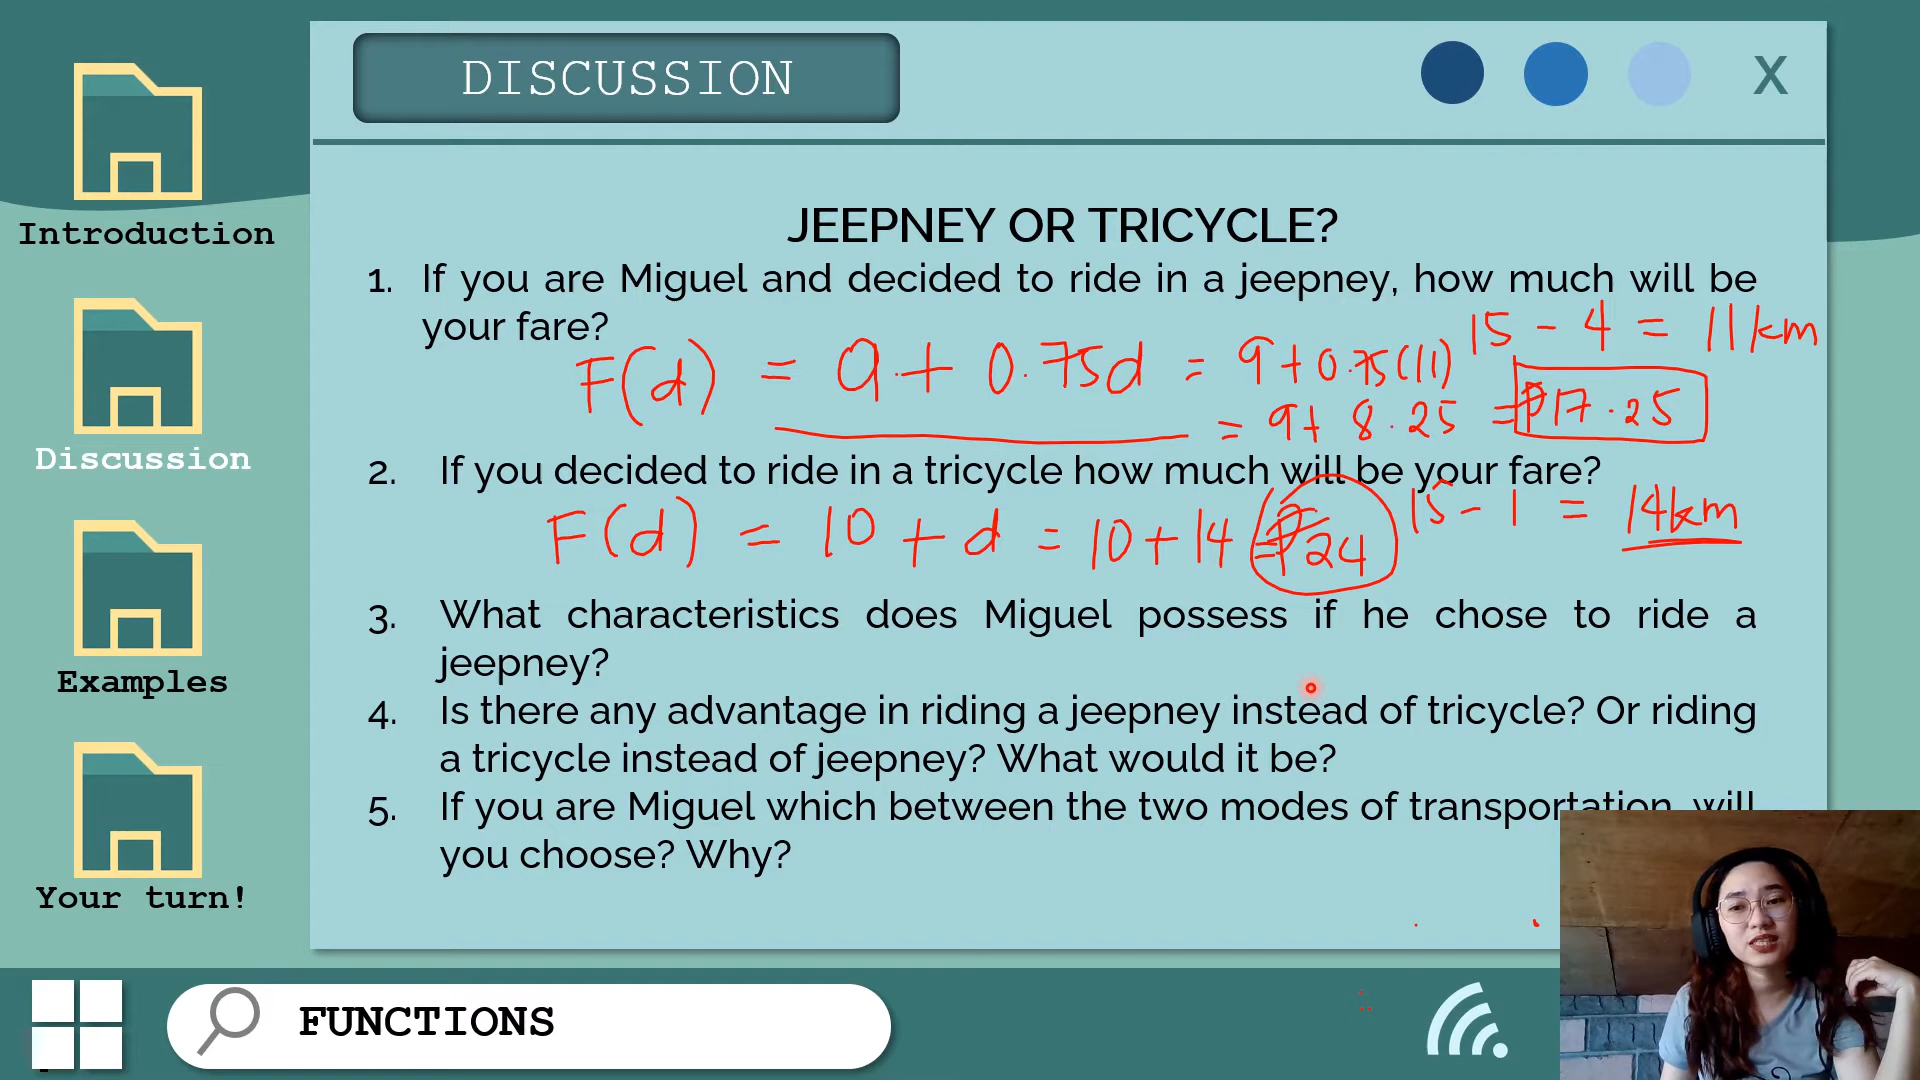 DISCUSSION
X
Introduction
Discussion
Examples
Your turn!
JEEPNEY OR TRICYCLE?
1. If you are Miguel and decided to ride in a jeepney, how much will be
your fare?
15 - 4 = 11km
F(d) = 9 + 0.75d = 9 + 0.75(11)
= 9 + 8.25 = ₱17.25
2. If you decided to ride in a tricycle how much will be your fare?
F(d) = 10 + d = 10 + 14 = ₱24
15 - 1 = 14km
3. What characteristics does Miguel possess if he chose to ride a
jeepney?
4. Is there any advantage in riding a jeepney instead of tricycle? Or riding
a tricycle instead of jeepney? What would it be?
5. If you are Miguel which between the two modes of transportation, will
you choose? Why?
FUNCTIONS